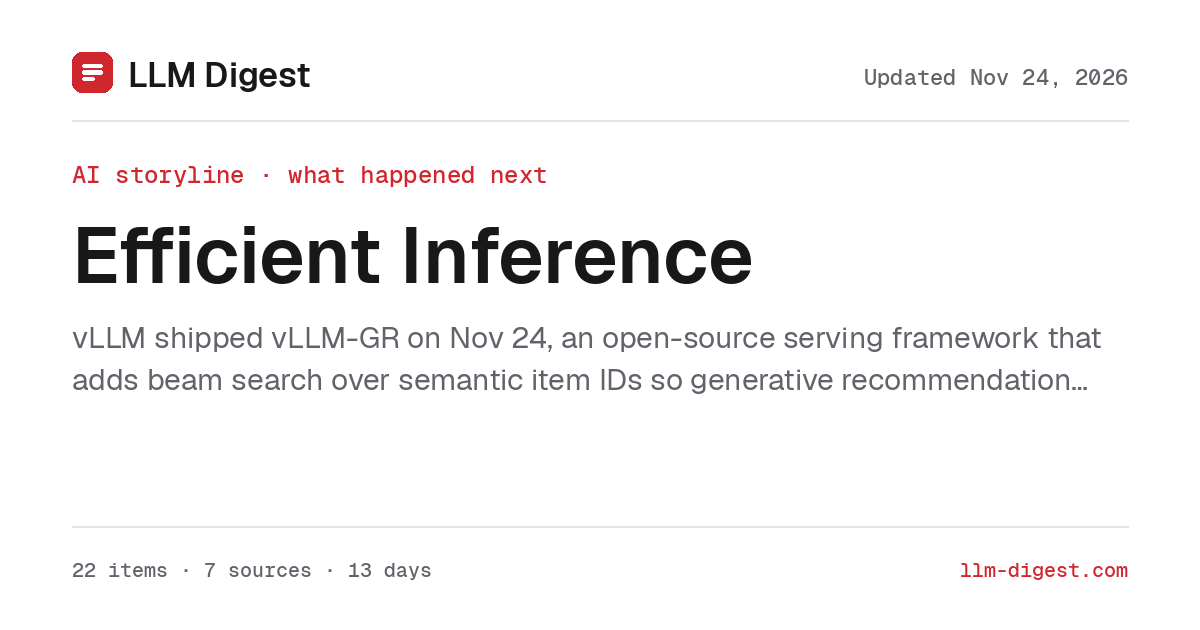 LLM Digest
Updated Nov 24, 2026
AI storyline · what happened next
Efficient Inference
vLLM shipped vLLM-GR on Nov 24, an open-source serving framework that
adds beam search over semantic item IDs so generative recommendation…
22 items · 7 sources · 13 days
llm-digest.com